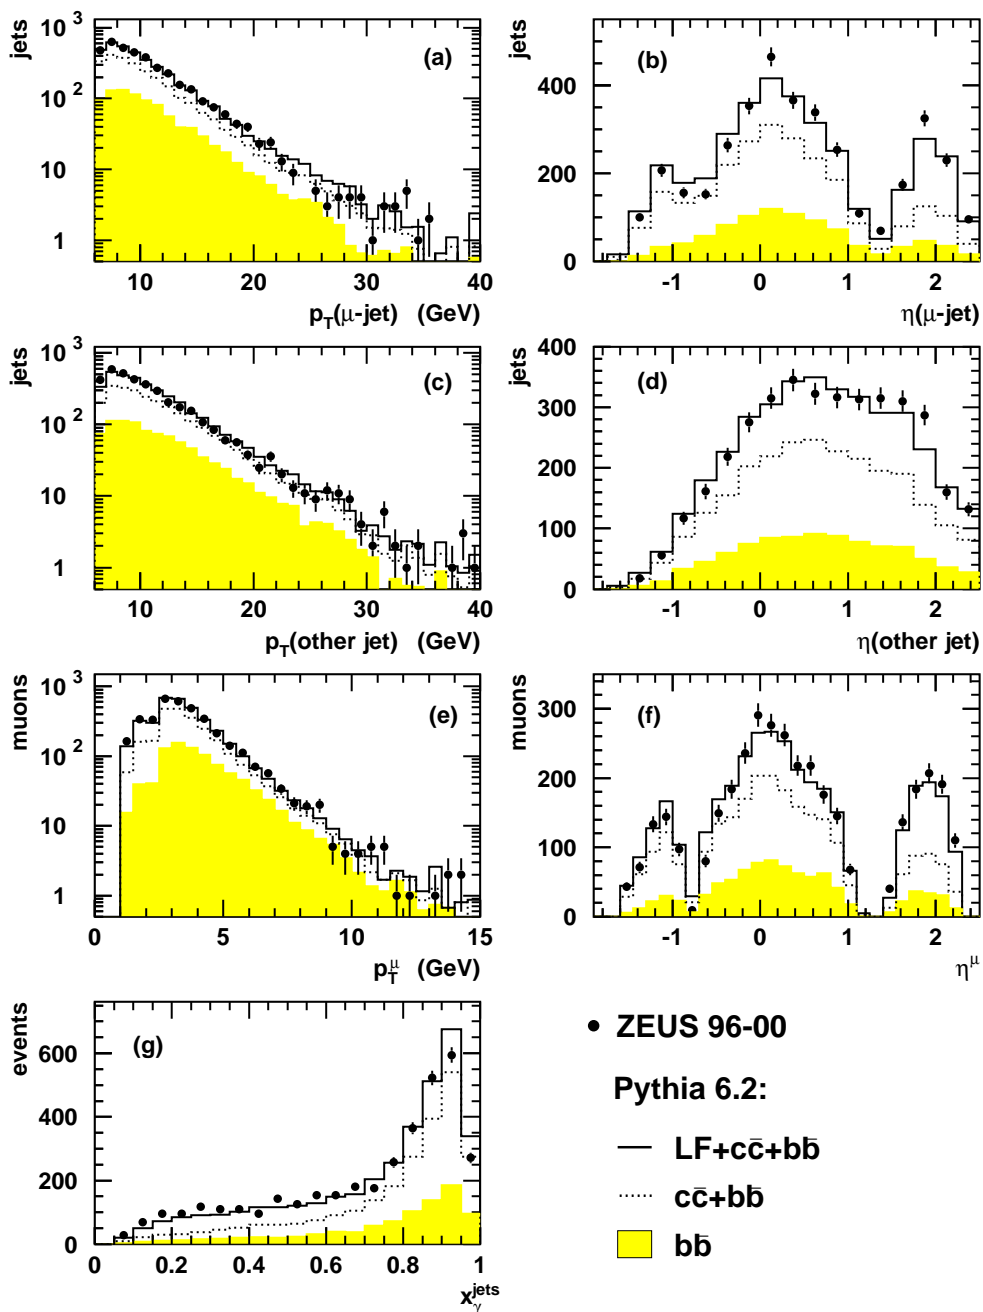 jets
10³
10²
10
1
(a)
10 20 30 40
p_T(μ-jet) (GeV)
jets
400
200
0
(b)
-1 0 1 2
η(μ-jet)
jets
10³
10²
10
1
(c)
10 20 30 40
p_T(other jet) (GeV)
jets
400
300
200
100
0
(d)
-1 0 1 2
η(other jet)
muons
10³
10²
10
1
(e)
0 5 10 15
p_T^μ (GeV)
muons
300
200
100
0
(f)
-1 0 1 2
η^μ
events
600
400
200
0
(g)
0 0.2 0.4 0.6 0.8 1
x_γ^jets
ZEUS 96-00
Pythia 6.2:
LF+cc̄+bb̄
cc̄+bb̄
bb̄